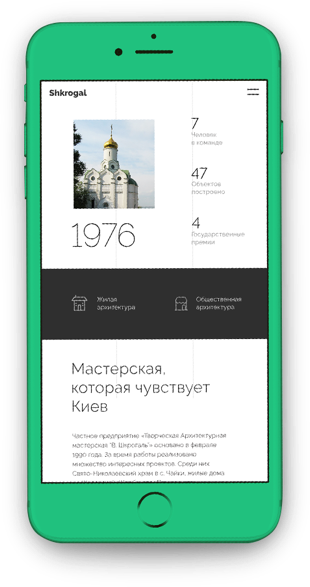 Shkrogal
7
Человек
в команде
47
Объектов
построено
4
Государственные
премии
1976
Жилая
архитектура
Общественная
архитектура
Мастерская,
которая чувствует
Киев
Частное предприятие «Творческая Архитектурная
мастерская "В. Шкрогаль"» основано в феврале
1990 года. За время работы реализовано
множество интересных проектов. Среди них
Свято-Николаевский храм в с. Чайки, жилые дома